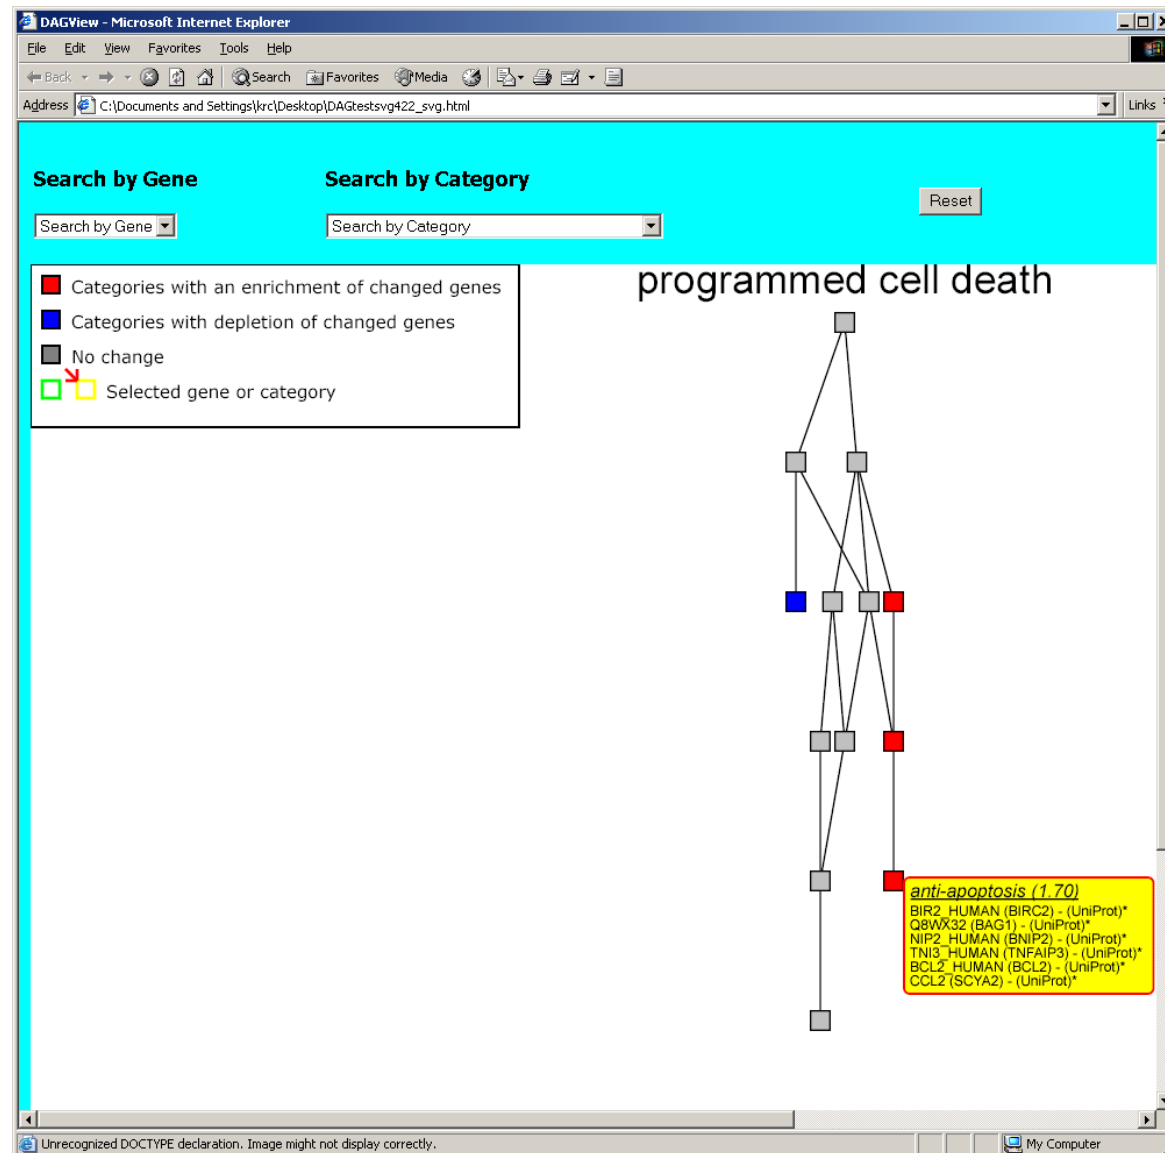 DAGView - Microsoft Internet Explorer
File Edit View Favorites Tools Help
Back Search Favorites Media
Address C:\Documents and Settings\krc\Desktop\DAGtestsvg422_svg.html Links
Search by Gene Search by Category
Reset
Search by Gene Search by Category
programmed cell death
Categories with an enrichment of changed genes
Categories with depletion of changed genes
No change
Selected gene or category
anti-apoptosis (1.70)
BIR2_HUMAN (BIRC2) - (UniProt)*
Q8WX32 (BAG1) - (UniProt)*
NIP2_HUMAN (BNIP2) - (UniProt)*
TNI3_HUMAN (TNFAIP3) - (UniProt)*
BCL2_HUMAN (BCL2) - (UniProt)*
CCL2 (SCYA2) - (UniProt)*
Unrecognized DOCTYPE declaration. Image might not display correctly. My Computer